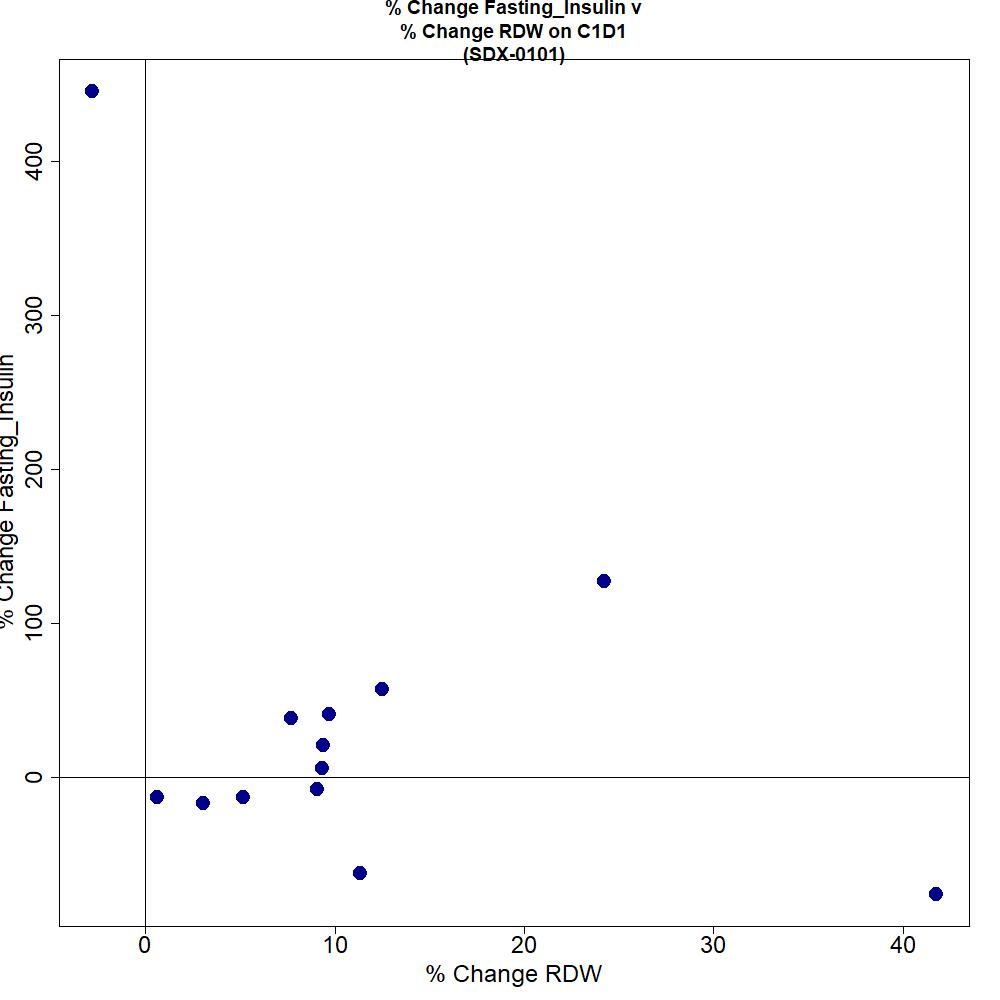 % Change Fasting_Insulin v
% Change RDW on C1D1
(SDX-0101)
% Change Fasting_Insulin
400
300
200
100
0
0 10 20 30 40
% Change RDW